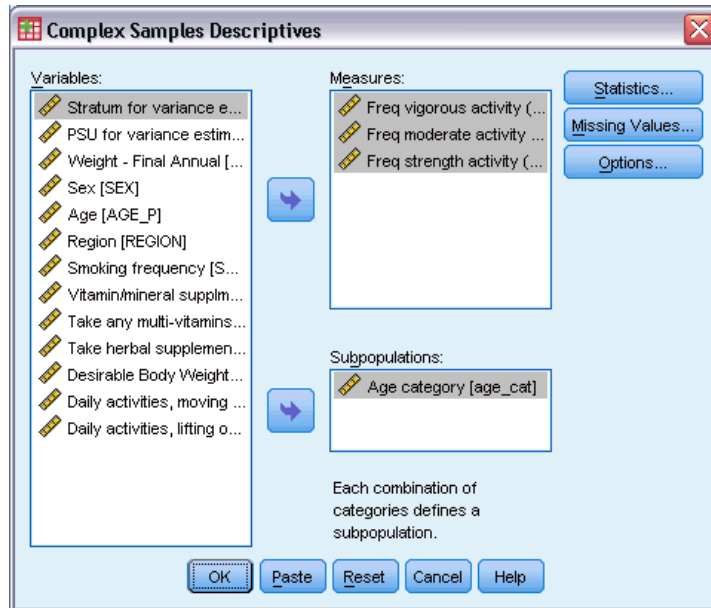 Complex Samples Descriptives
Variables:
Stratum for variance e...
PSU for variance estim...
Weight - Final Annual [...
Sex [SEX]
Age [AGE_P]
Region [REGION]
Smoking frequency [S...
Vitamin/mineral supplm...
Take any multi-vitamins...
Take herbal supplemen...
Desirable Body Weight...
Daily activities, moving ...
Daily activities, lifting o...
Measures:
Freq vigorous activity (...
Freq moderate activity ...
Freq strength activity (...
Subpopulations:
Age category [age_cat]
Each combination of
categories defines a
subpopulation.
Statistics...
Missing Values...
Options...
OK Paste Reset Cancel Help